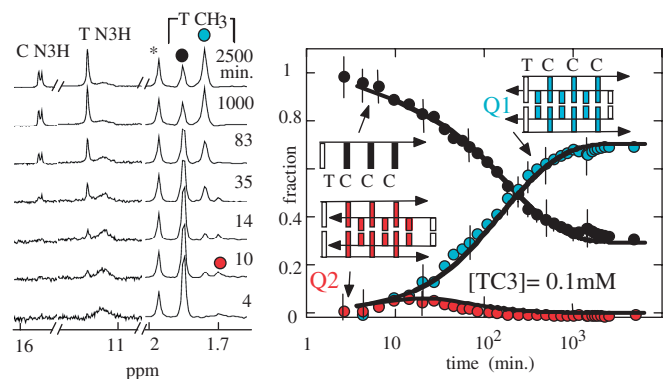 T CH3
T N3H
C N3H
*
2500
min.
1000
83
35
14
10
4
16
11
2
1.7
ppm
1
0.8
0.6
0.4
0.2
0
fraction
T C C C
Q1
T C C C
Q2
[TC3]= 0.1mM
1
10
10²
10³
time (min.)